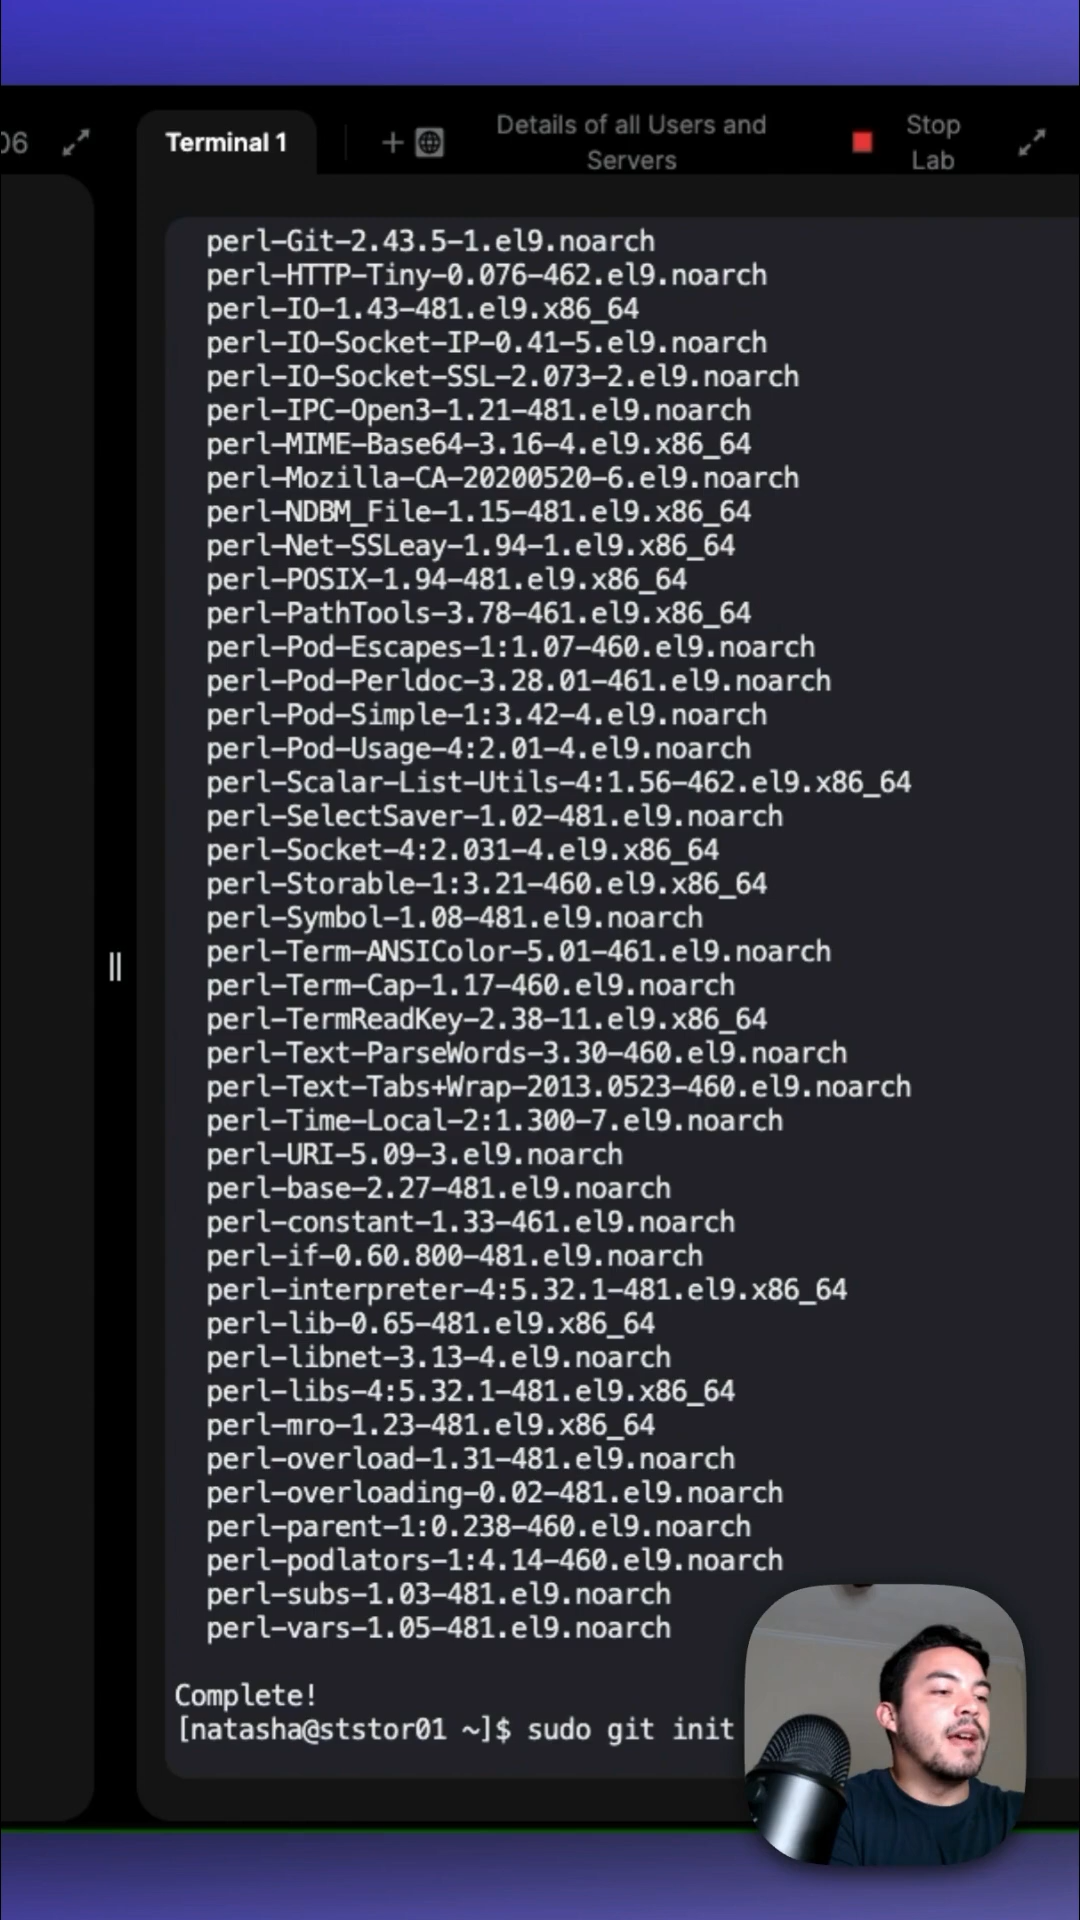 06
Terminal 1
+
Details of all Users and
Servers
Stop
Lab
perl-Git-2.43.5-1.el9.noarch
perl-HTTP-Tiny-0.076-462.el9.noarch
perl-IO-1.43-481.el9.x86_64
perl-IO-Socket-IP-0.41-5.el9.noarch
perl-IO-Socket-SSL-2.073-2.el9.noarch
perl-IPC-Open3-1.21-481.el9.noarch
perl-MIME-Base64-3.16-4.el9.x86_64
perl-Mozilla-CA-20200520-6.el9.noarch
perl-NDBM_File-1.15-481.el9.x86_64
perl-Net-SSLeay-1.94-1.el9.x86_64
perl-POSIX-1.94-481.el9.x86_64
perl-PathTools-3.78-461.el9.x86_64
perl-Pod-Escapes-1:1.07-460.el9.noarch
perl-Pod-Perldoc-3.28.01-461.el9.noarch
perl-Pod-Simple-1:3.42-4.el9.noarch
perl-Pod-Usage-4:2.01-4.el9.noarch
perl-Scalar-List-Utils-4:1.56-462.el9.x86_64
perl-SelectSaver-1.02-481.el9.noarch
perl-Socket-4:2.031-4.el9.x86_64
perl-Storable-1:3.21-460.el9.x86_64
perl-Symbol-1.08-481.el9.noarch
perl-Term-ANSIColor-5.01-461.el9.noarch
perl-Term-Cap-1.17-460.el9.noarch
perl-TermReadKey-2.38-11.el9.x86_64
perl-Text-ParseWords-3.30-460.el9.noarch
perl-Text-Tabs+Wrap-2013.0523-460.el9.noarch
perl-Time-Local-2:1.300-7.el9.noarch
perl-URI-5.09-3.el9.noarch
perl-base-2.27-481.el9.noarch
perl-constant-1.33-461.el9.noarch
perl-if-0.60.800-481.el9.noarch
perl-interpreter-4:5.32.1-481.el9.x86_64
perl-lib-0.65-481.el9.x86_64
perl-libnet-3.13-4.el9.noarch
perl-libs-4:5.32.1-481.el9.x86_64
perl-mro-1.23-481.el9.x86_64
perl-overload-1.31-481.el9.noarch
perl-overloading-0.02-481.el9.noarch
perl-parent-1:0.238-460.el9.noarch
perl-podlators-1:4.14-460.el9.noarch
perl-subs-1.03-481.el9.noarch
perl-vars-1.05-481.el9.noarch
Complete!
[natasha@ststor01 ~]$ sudo git init